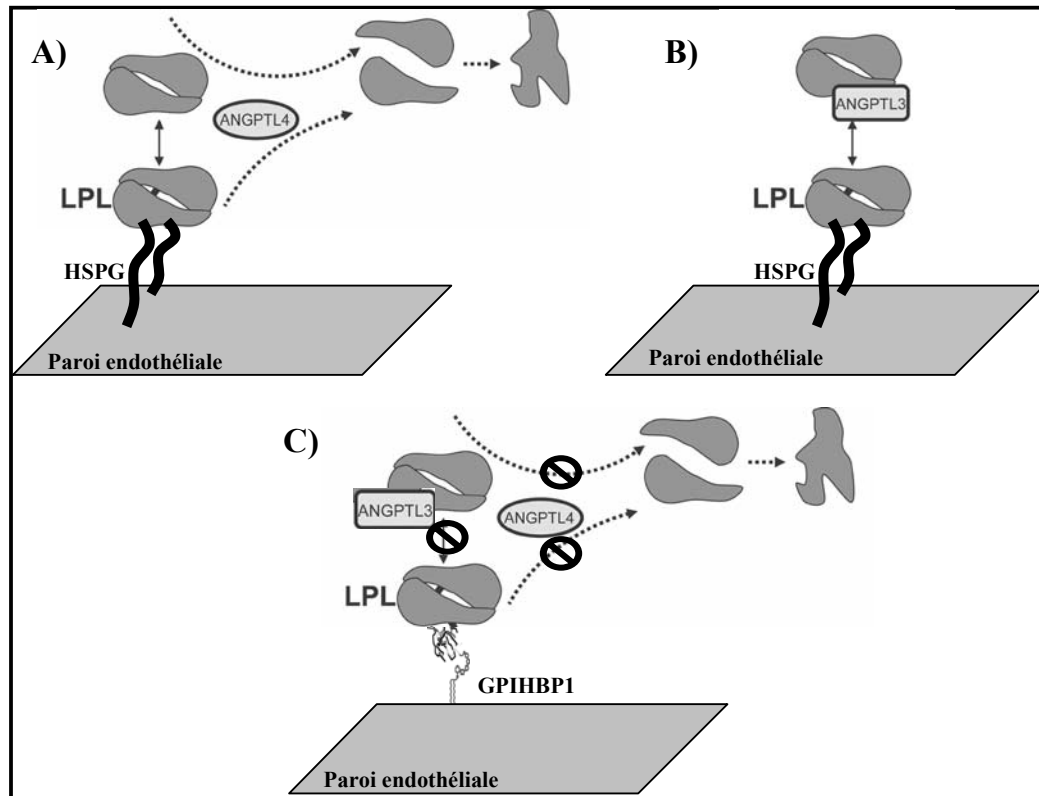 A)
ANGPTL4
LPL
HSPG
Paroi endothéliale
B)
ANGPTL3
LPL
HSPG
Paroi endothéliale
C)
ANGPTL3
ANGPTL4
LPL
GPIHBP1
Paroi endothéliale